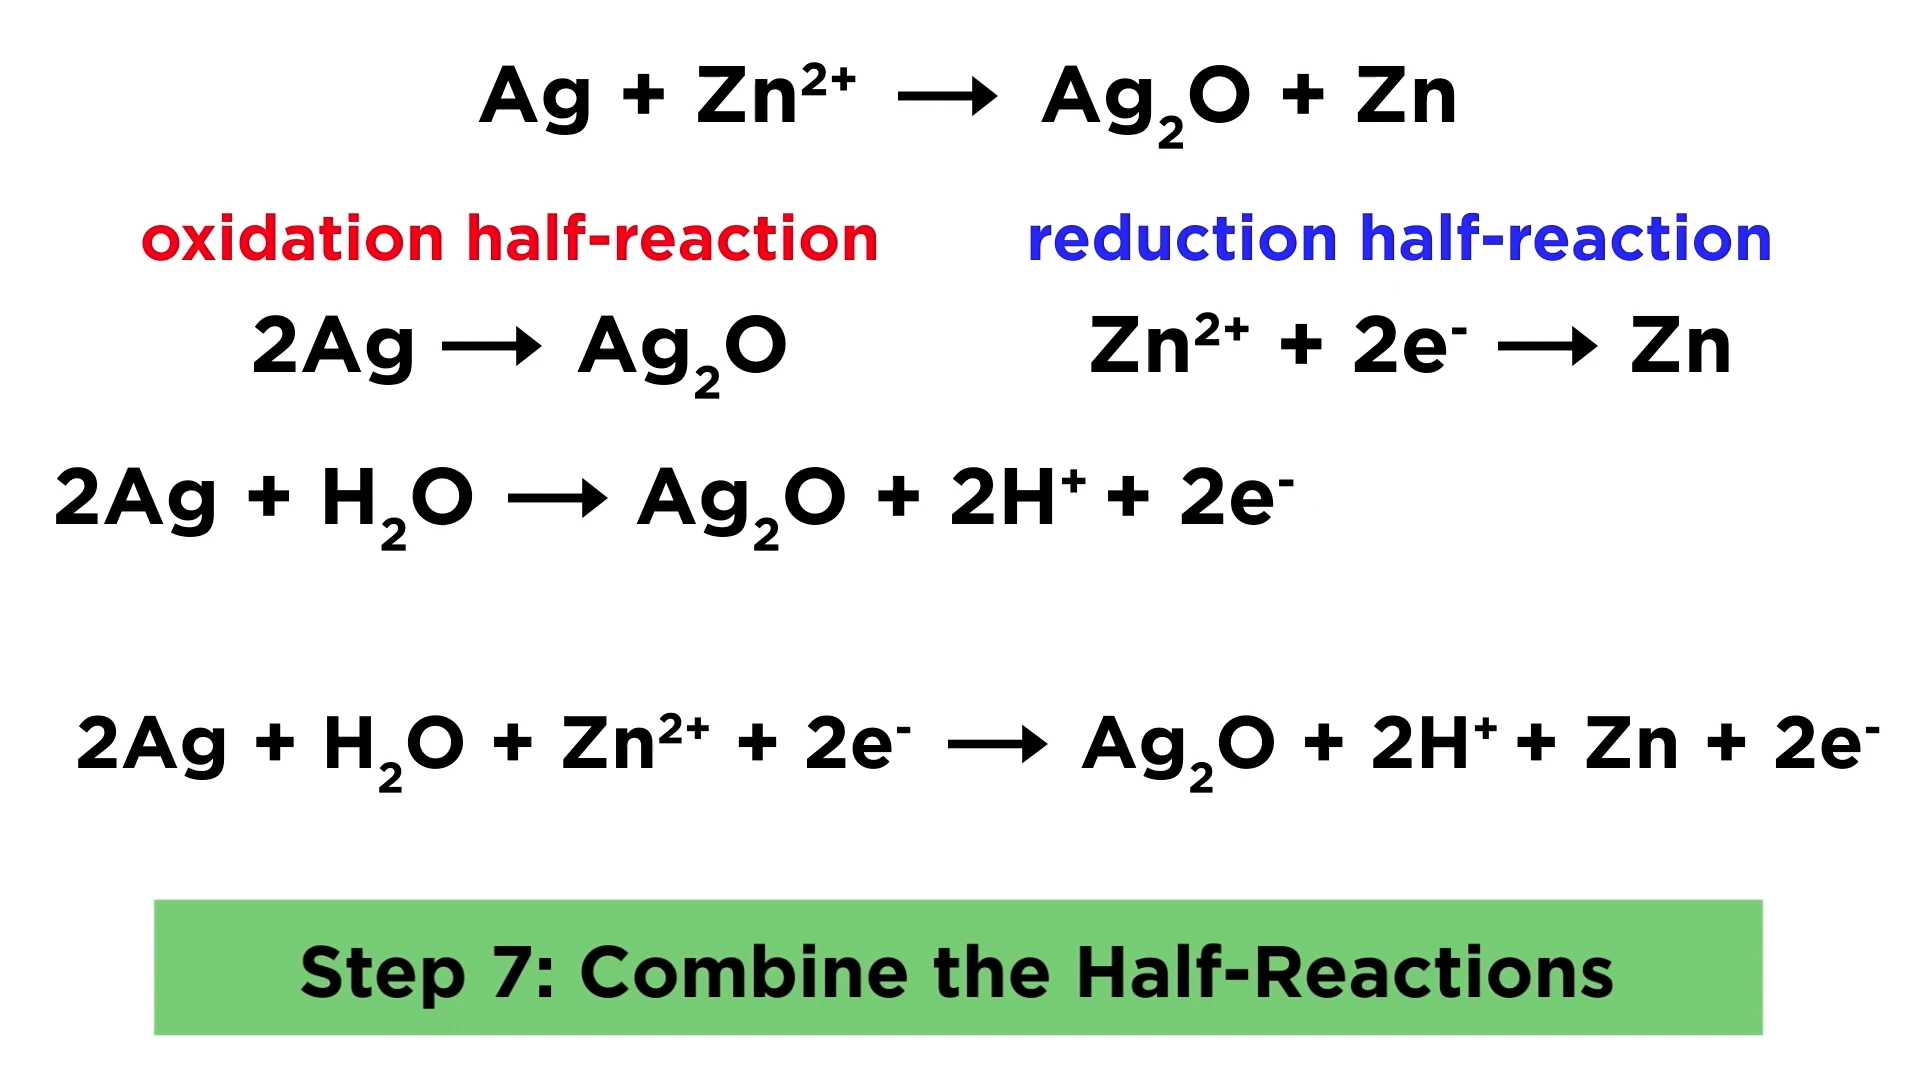 Ag + Zn²⁺ ⟶ Ag₂O + Zn
oxidation half-reaction reduction half-reaction
2Ag ⟶ Ag₂O Zn²⁺ + 2e⁻ ⟶ Zn
2Ag + H₂O ⟶ Ag₂O + 2H⁺ + 2e⁻
2Ag + H₂O + Zn²⁺ + 2e⁻ ⟶ Ag₂O + 2H⁺ + Zn + 2e⁻
Step 7: Combine the Half-Reactions